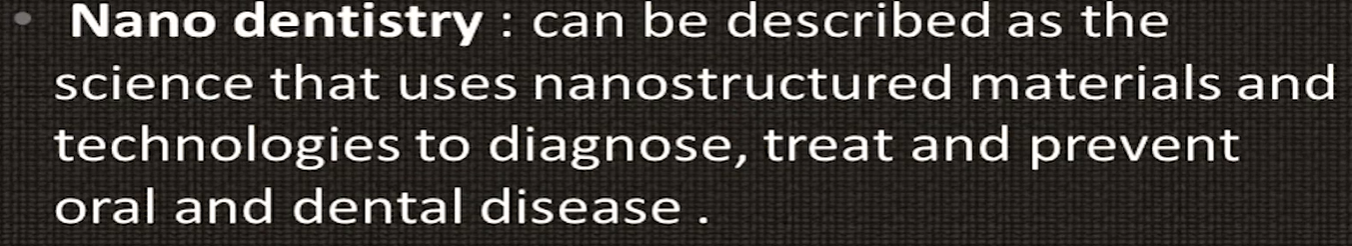 • Nano dentistry : can be described as the
science that uses nanostructured materials and
technologies to diagnose, treat and prevent
oral and dental disease .